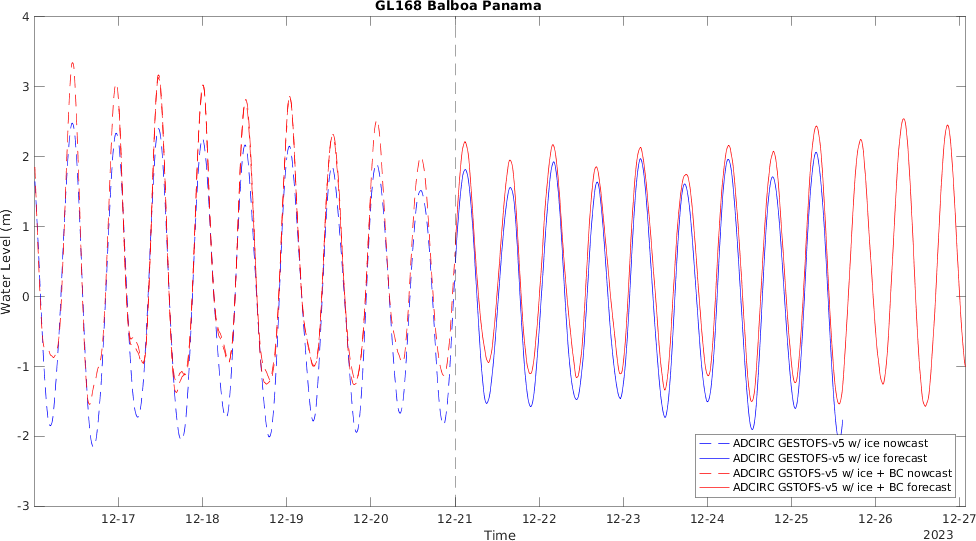 GL168 Balboa Panama
4
3
2
1
0
-1
-2
-3
Water Level (m)
12-17 12-18 12-19 12-20 12-21 12-22 12-23 12-24 12-25 12-26 12-27
Time
2023
ADCIRC GESTOFS-v5 w/ ice nowcast
ADCIRC GESTOFS-v5 w/ ice forecast
ADCIRC GSTOFS-v5 w/ ice + BC nowcast
ADCIRC GSTOFS-v5 w/ ice + BC forecast